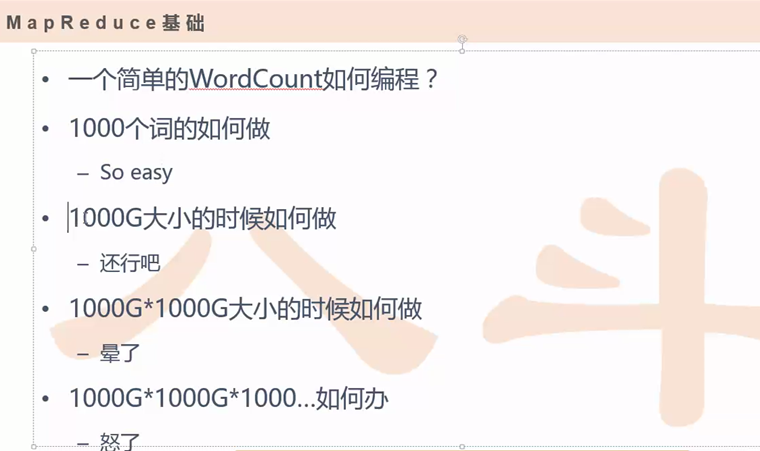 MapReduce基础
• 一个简单的WordCount如何编程？
• 1000个词的如何做
– So easy
• 1000G大小的时候如何做
– 还行吧
• 1000G*1000G大小的时候如何做
– 晕了
• 1000G*1000G*1000...如何办
– 怒了
八斗